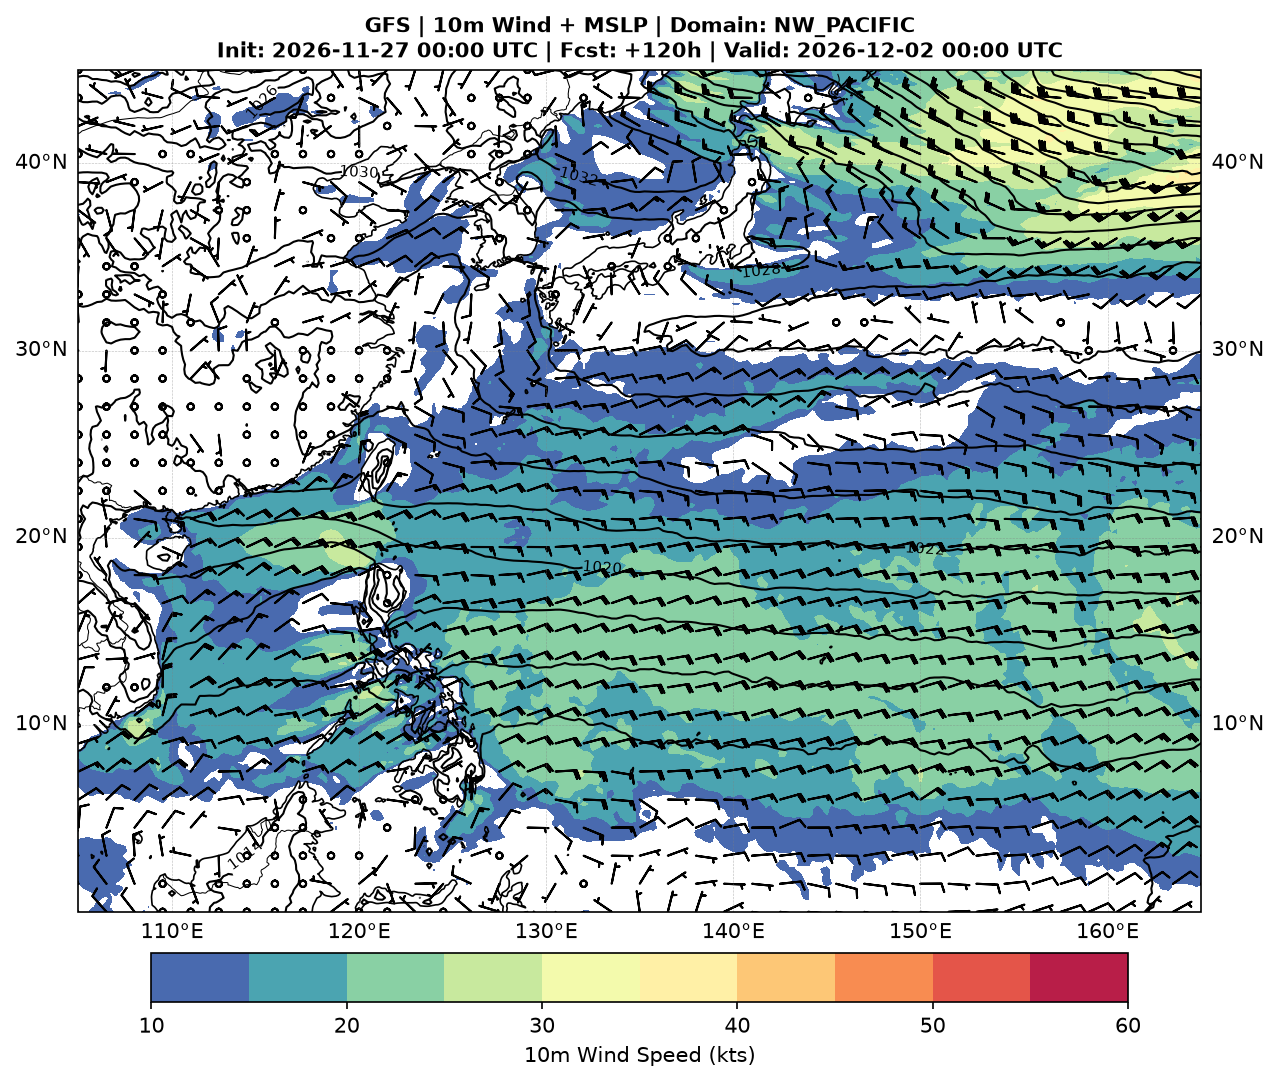 GFS | 10m Wind + MSLP | Domain: NW_PACIFIC
Init: 2026-11-27 00:00 UTC | Fcst: +120h | Valid: 2026-12-02 00:00 UTC
1030
1032
1028
1022
1020
40°N
30°N
20°N
10°N
40°N
30°N
20°N
10°N
110°E 120°E 130°E 140°E 150°E 160°E
10 20 30 40 50 60
10m Wind Speed (kts)